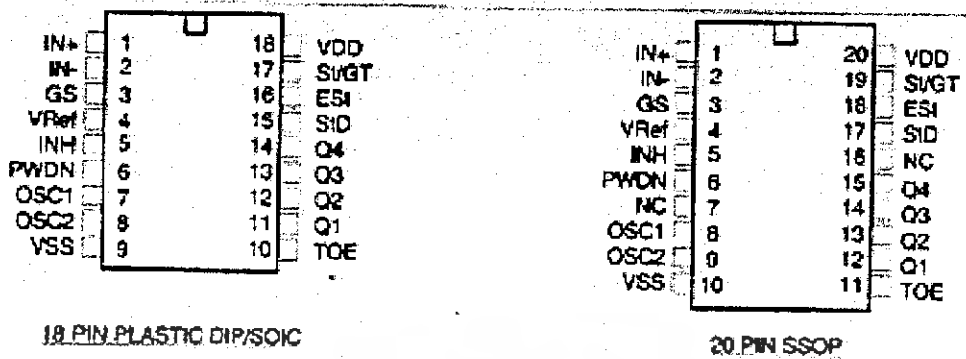 IN+ 1 18 VDD
IN- 2 17 St/GT
GS 3 16 ESt
VRef 4 15 StD
INH 5 14 Q4
PWDN 6 13 Q3
OSC1 7 12 Q2
OSC2 8 11 Q1
VSS 9 10 TOE
18 PIN PLASTIC DIP/SOIC
IN+ 1 20 VDD
IN- 2 19 St/GT
GS 3 18 ESt
VRef 4 17 StD
INH 5 16 NC
PWDN 6 15 Q4
NC 7 14 Q3
OSC1 8 13 Q2
OSC2 9 12 Q1
VSS 10 11 TOE
20 PIN SSOP